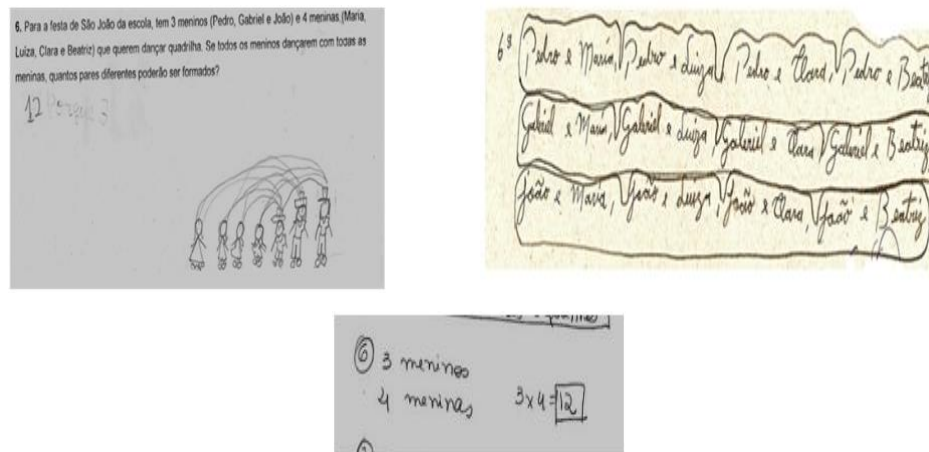 6. Para a festa de São João da escola, tem 3 meninos (Pedro, Gabriel e João) e 4 meninas (Maria,
Luiza, Clara e Beatriz) que querem dançar quadrilha. Se todos os meninos dançarem com todas as
meninas, quantos pares diferentes poderão ser formados?
12
6ª Pedro e Maria, Pedro e Luiza, Pedro e Clara, Pedro e Beatriz
Gabriel e Maria, Gabriel e Luiza, Gabriel e Clara, Gabriel e Beatriz
João e Maria, João e Luiza, João e Clara, João e Beatriz
6 3 meninos
4 meninas 3x4=12